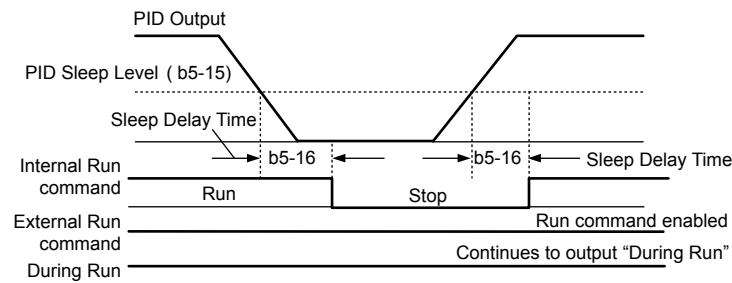 PID Output
PID Sleep Level ( b5-15)
Sleep Delay Time
b5-16
b5-16
Sleep Delay Time
Internal Run
command
Run
Stop
External Run
command
Run command enabled
Continues to output “During Run”
During Run